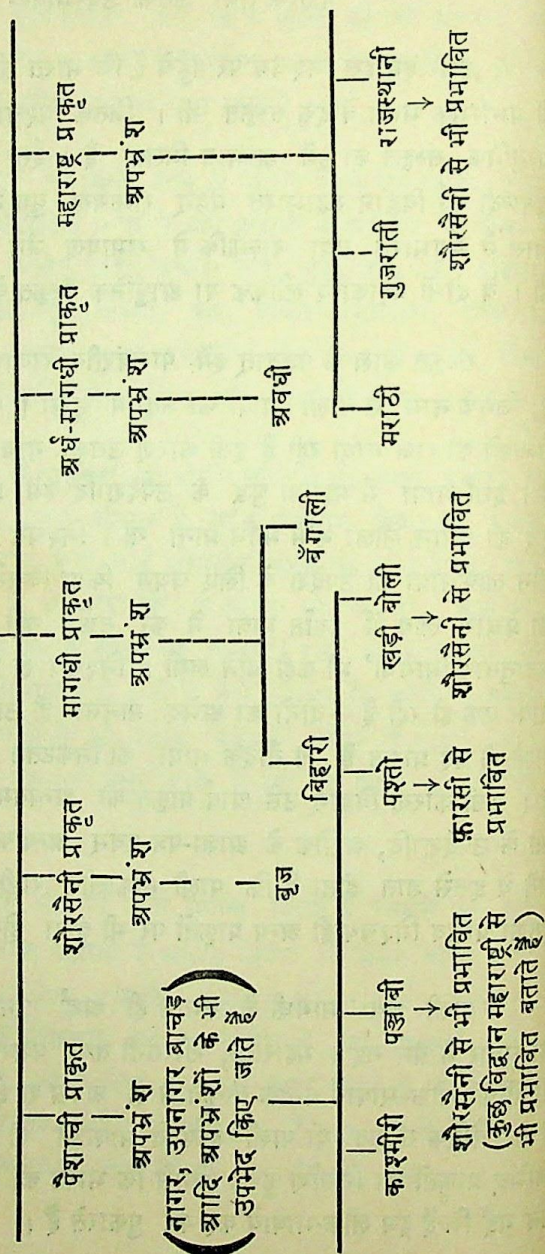 पैशाची प्राकृत शौरसैनी प्राकृत मागधी प्राकृत अर्ध-मागधी प्राकृत महाराष्ट्र प्राकृत
अपभ्रंश अपभ्रंश अपभ्रंश अपभ्रंश अपभ्रंश
(नागर, उपनागर ब्राचड़
आदि अपभ्रशों के भी
उपभेद किए जाते हैं)
बृज
बिहारी बँगाली
अवधी
मराठी गुजराती राजस्थानी
शौरसैनी से भी प्रभावित
काश्मीरी पञ्जाबी पश्तो खड़ी बोली
शौरसैनी से भी प्रभावित फ़ारसी से शौरसैनी से प्रभावित
(कुछ विद्वान महाराष्ट्री से प्रभावित
भी प्रभावित बताते हैं)